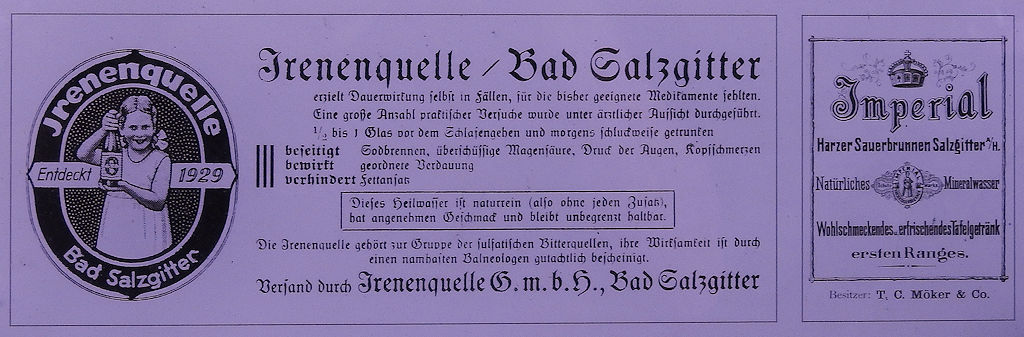 Irenenquelle
Entdeckt 1929
Bad Salzgitter
Irenenquelle / Bad Salzgitter
erzielt Dauerwirkung selbst in Fällen, für die bisher geeignete Medikamente fehlten.
Eine große Anzahl praktischer Versuche wurde unter ärztlicher Aufsicht durchgeführt.
1/2 bis 1 Glas vor dem Schlafengehen und morgens schluckweise getrunken
beseitigt Sodbrennen, überschüssige Magensäure, Druck der Augen, Kopfschmerzen
bewirkt geordnete Verdauung
verhindert Fettansatz
Dieses Heilwasser ist naturrein (also ohne jeden Zusatz),
hat angenehmen Geschmack und bleibt unbegrenzt haltbar.
Die Irenenquelle gehört zur Gruppe der sulfatischen Bitterquellen, ihre Wirksamkeit ist durch
einen namhaften Balneologen gutachtlich bescheinigt.
Versand durch Irenenquelle G. m. b. H., Bad Salzgitter
Imperial
Harzer Sauerbrunnen Salzgitter a/H.
Natürliches Mineralwasser
Wohlschmeckendes u. erfrischendes Tafelgetränk
ersten Ranges.
Besitzer: T. C. Möker & Co.